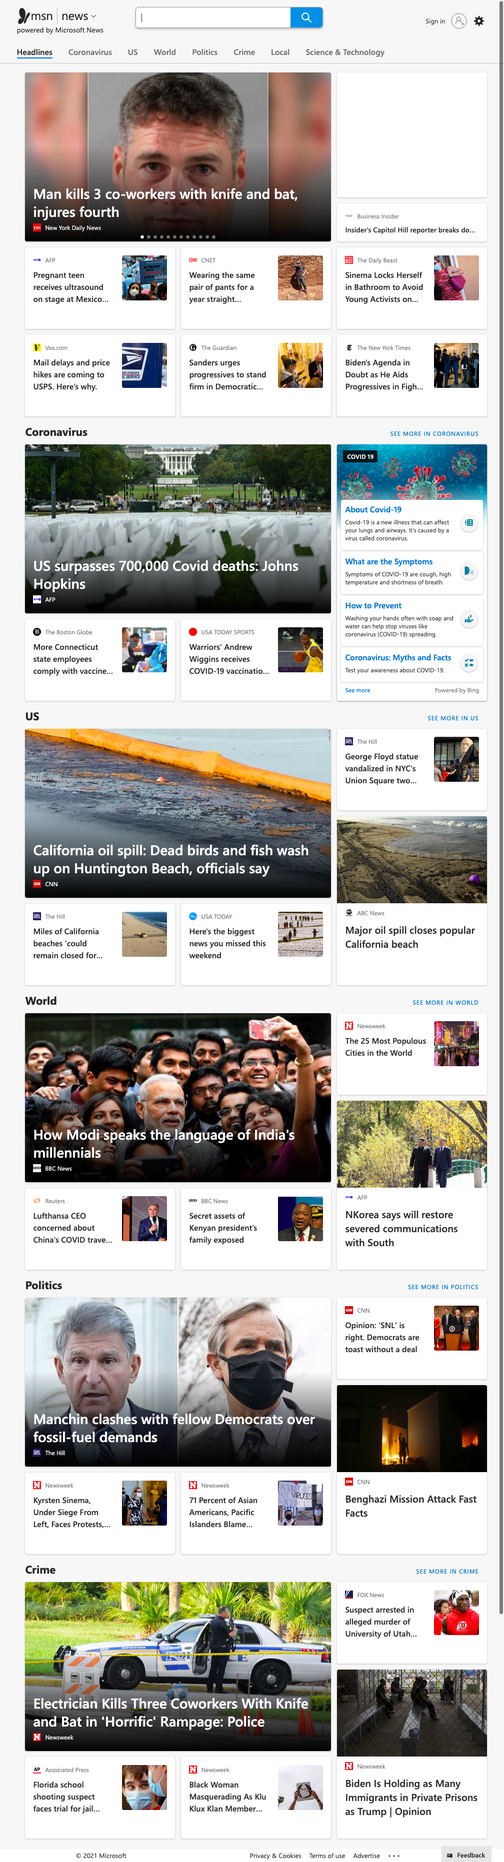 msn | news
powered by Microsoft News
Sign in
Headlines Coronavirus US World Politics Crime Local Science & Technology
Man kills 3 co-workers with knife and bat,
injures fourth
New York Daily News
Business Insider
Insider's Capitol Hill reporter breaks do...
AFP
Pregnant teen
receives ultrasound
on stage at Mexico...
CNET
Wearing the same
pair of pants for a
year straight...
The Daily Beast
Sinema Locks Herself
in Bathroom to Avoid
Young Activists on...
Vox.com
Mail delays and price
hikes are coming to
USPS. Here's why.
The Guardian
Sanders urges
progressives to stand
firm in Democratic...
The New York Times
Biden's Agenda in
Doubt as He Aids
Progressives in Figh...
Coronavirus
SEE MORE IN CORONAVIRUS
US surpasses 700,000 Covid deaths: Johns
Hopkins
AFP
COVID 19
About Covid-19
Covid-19 is a new illness that can affect
your lungs and airways. It's caused by a
virus called coronavirus.
What are the Symptoms
Symptoms of COVID-19 are cough, high
temperature and shortness of breath.
How to Prevent
Washing your hands often with soap and
water can help stop viruses like
coronavirus (COVID-19) spreading.
Coronavirus: Myths and Facts
Test your awareness about COVID-19.
See more
Powered by Bing
The Boston Globe
More Connecticut
state employees
comply with vaccine...
USA TODAY SPORTS
Warriors' Andrew
Wiggins receives
COVID-19 vaccinatio...
US
SEE MORE IN US
California oil spill: Dead birds and fish wash
up on Huntington Beach, officials say
CNN
The Hill
George Floyd statue
vandalized in NYC's
Union Square two...
ABC News
Major oil spill closes popular
California beach
The Hill
Miles of California
beaches 'could
remain closed for...
USA TODAY
Here's the biggest
news you missed this
weekend
World
SEE MORE IN WORLD
How Modi speaks the language of India's
millennials
BBC News
Newsweek
The 25 Most Populous
Cities in the World
AFP
NKorea says will restore
severed communications
with South
Reuters
Lufthansa CEO
concerned about
China's COVID trave...
BBC News
Secret assets of
Kenyan president's
family exposed
Politics
SEE MORE IN POLITICS
Manchin clashes with fellow Democrats over
fossil-fuel demands
The Hill
CNN
Opinion: 'SNL' is
right. Democrats are
toast without a deal
CNN
Benghazi Mission Attack Fast
Facts
Newsweek
Kyrsten Sinema,
Under Siege From
Left, Faces Protests,...
Newsweek
71 Percent of Asian
Americans, Pacific
Islanders Blame...
Crime
SEE MORE IN CRIME
Electrician Kills Three Coworkers With Knife
and Bat in 'Horrific' Rampage: Police
Newsweek
FOX News
Suspect arrested in
alleged murder of
University of Utah...
Newsweek
Biden Is Holding as Many
Immigrants in Private Prisons
as Trump | Opinion
Associated Press
Florida school
shooting suspect
faces trial for jail...
Newsweek
Black Woman
Masquerading As Klu
Klux Klan Member...
© 2021 Microsoft
Privacy & Cookies Terms of use Advertise ...
Feedback